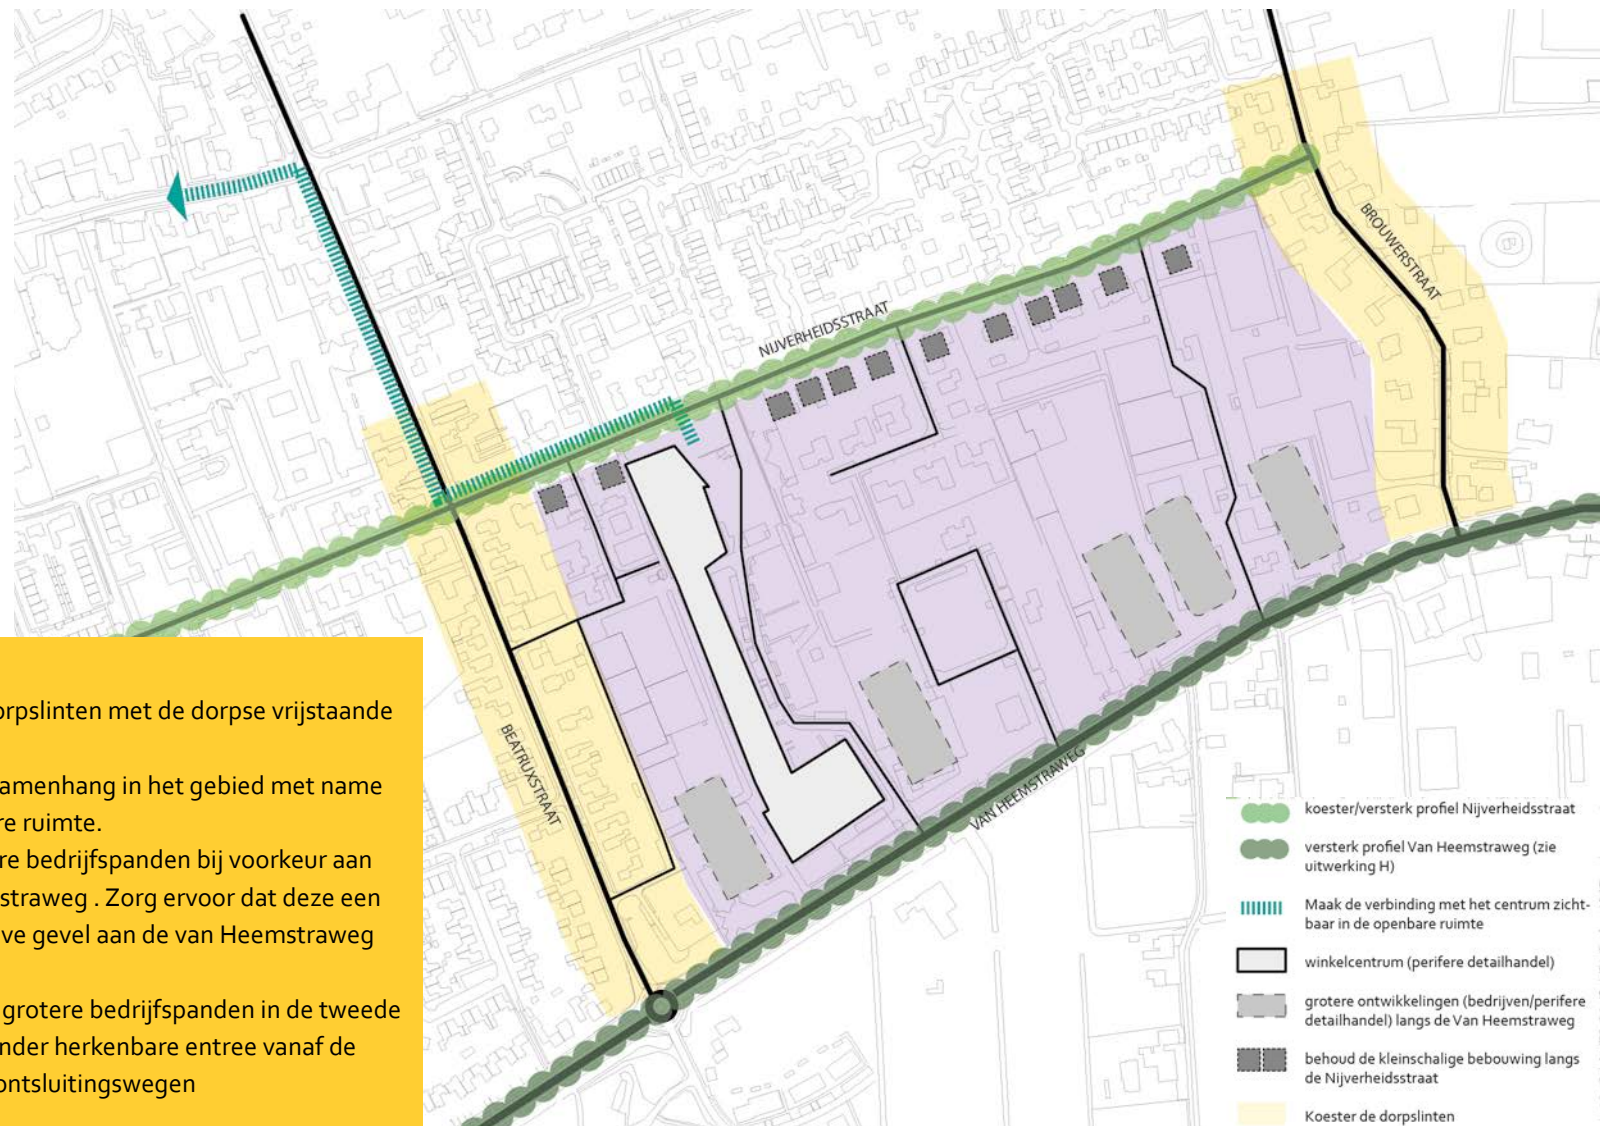 NIJVERHEIDSSTRAAT
BROUWERSTRAAT
BEATRIXSTRAAT
VAN HEEMSTRAWEG
dorpslinten met de dorpse vrijstaande
samenhang in het gebied met name
re ruimte.
re bedrijfspanden bij voorkeur aan
straweg . Zorg ervoor dat deze een
ve gevel aan de van Heemstraweg
grotere bedrijfspanden in de tweede
nder herkenbare entree vanaf de
ontsluitingswegen
koester/versterk profiel Nijverheidsstraat
versterk profiel Van Heemstraweg (zie
uitwerking H)
Maak de verbinding met het centrum zicht-
baar in de openbare ruimte
winkelcentrum (perifere detailhandel)
grotere ontwikkelingen (bedrijven/perifere
detailhandel) langs de Van Heemstraweg
behoud de kleinschalige bebouwing langs
de Nijverheidsstraat
Koester de dorpslinten